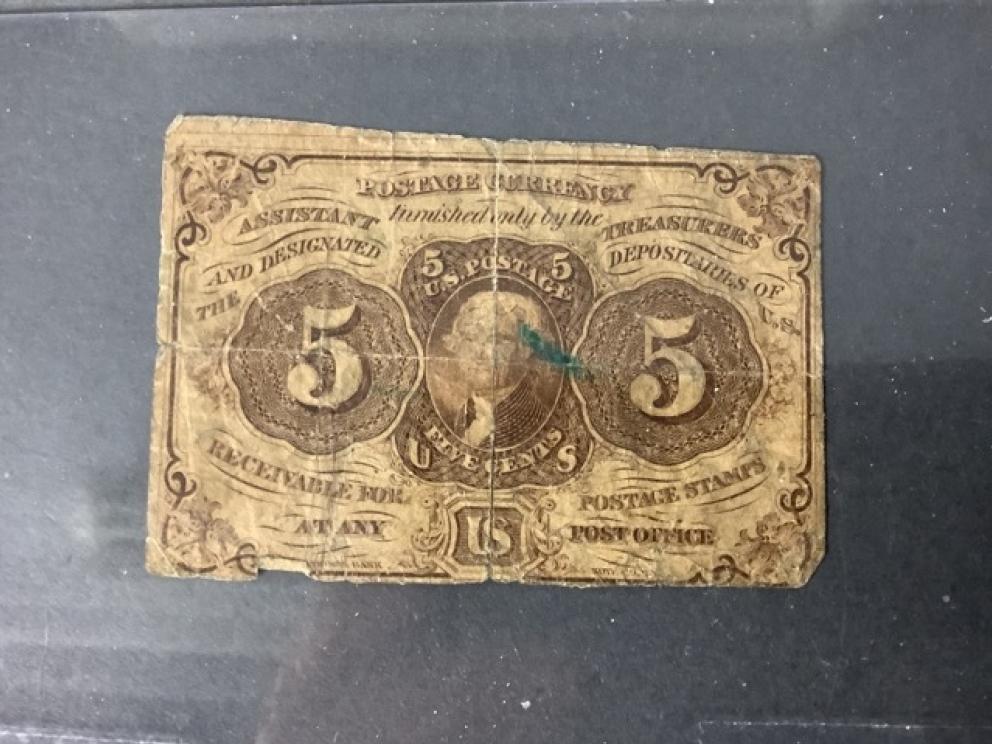 POSTAGE CURRENCY
furnished only by the
ASSISTANT TREASURERS
AND DESIGNATED DEPOSITARIES OF
THE U.S.
5 5
U.S. POSTAGE
5 5
FIVE CENTS
U S
RECEIVABLE FOR POSTAGE STAMPS
AT ANY US POST OFFICE
BANK